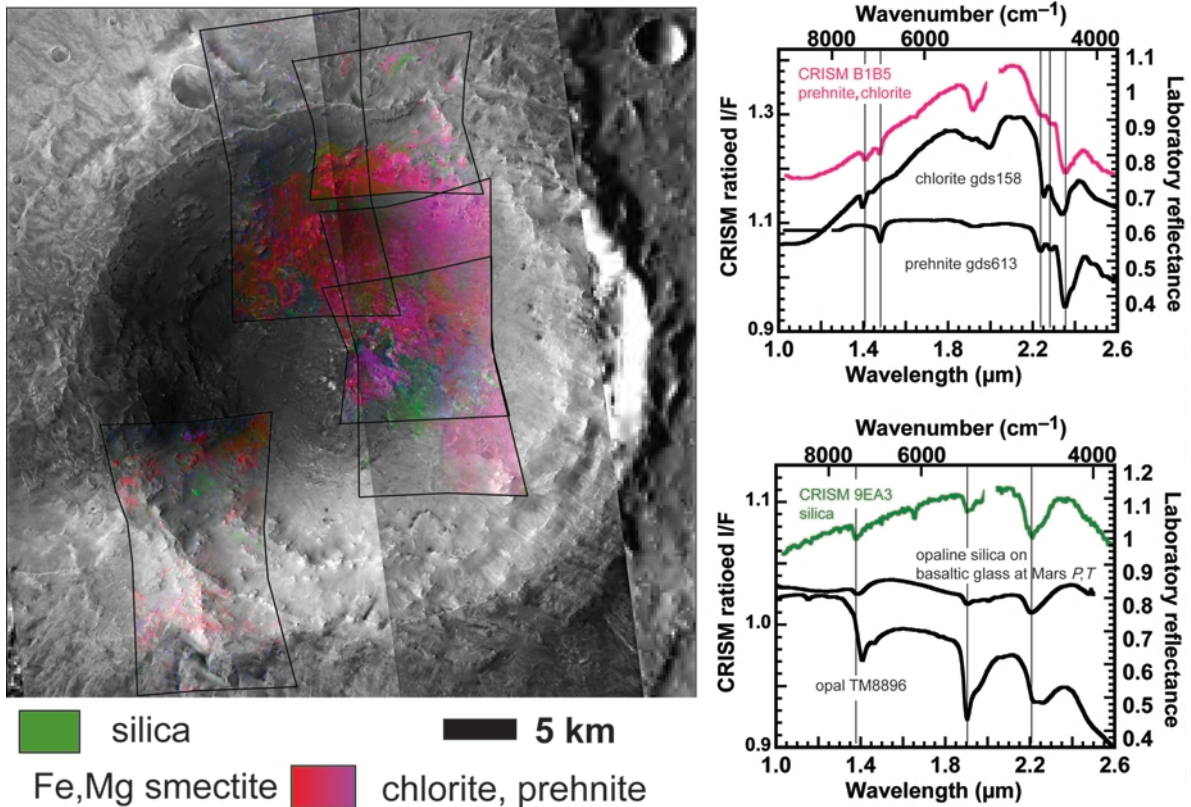 Wavenumber (cm⁻¹)
8000 6000 4000
CRISM B1B5
prehnite, chlorite
chlorite gds158
prehnite gds613
CRISM ratioed I/F
1.3
1.1
0.9
1.1
1
0.9
0.8
0.7
0.6
0.5
0.4
Laboratory reflectance
1.0 1.4 1.8 2.2 2.6
Wavelength (µm)
Wavenumber (cm⁻¹)
8000 6000 4000
CRISM 9EA3
silica
opaline silica on
basaltic glass at Mars P,T
opal TM8896
CRISM ratioed I/F
1.1
1.0
0.9
1.2
1.1
1
0.9
0.8
0.7
0.6
0.5
0.4
Laboratory reflectance
1.0 1.4 1.8 2.2 2.6
Wavelength (µm)
silica
5 km
Fe,Mg smectite
chlorite, prehnite